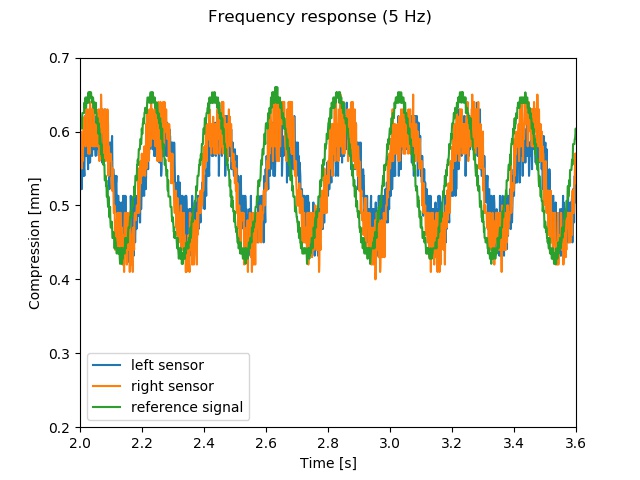 Frequency response (5 Hz)
0.7
0.6
0.5
0.4
0.3
0.2
Compression [mm]
left sensor
right sensor
reference signal
2.0 2.2 2.4 2.6 2.8 3.0 3.2 3.4 3.6
Time [s]